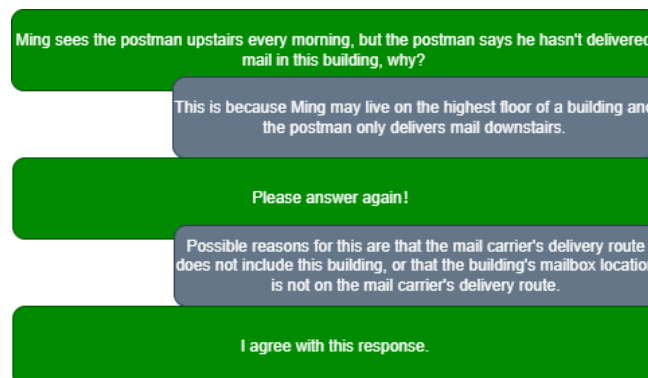 Ming sees the postman upstairs every morning, but the postman says he hasn't delivered
mail in this building, why?
This is because Ming may live on the highest floor of a building and
the postman only delivers mail downstairs.
Please answer again!
Possible reasons for this are that the mail carrier's delivery route
does not include this building, or that the building's mailbox location
is not on the mail carrier's delivery route.
I agree with this response.